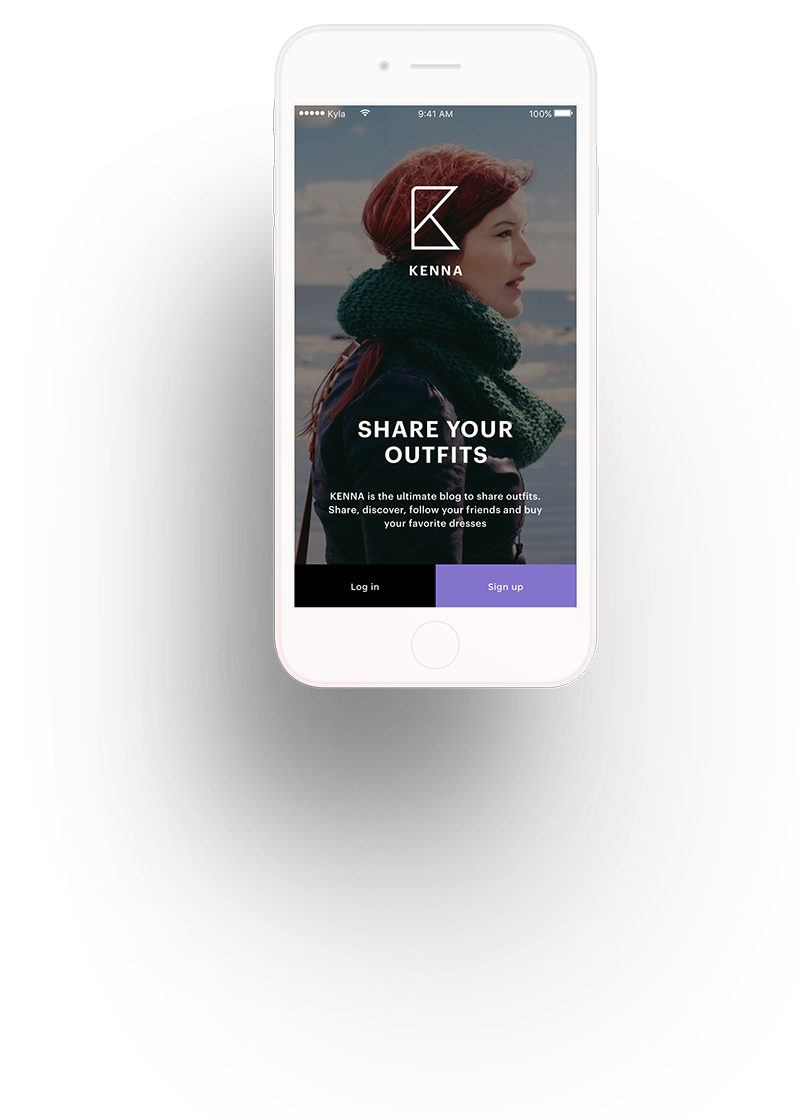 Kyla 9:41 AM 100%
KENNA
SHARE YOUR
OUTFITS
KENNA is the ultimate blog to share outfits.
Share, discover, follow your friends and buy
your favorite dresses
Log in Sign up